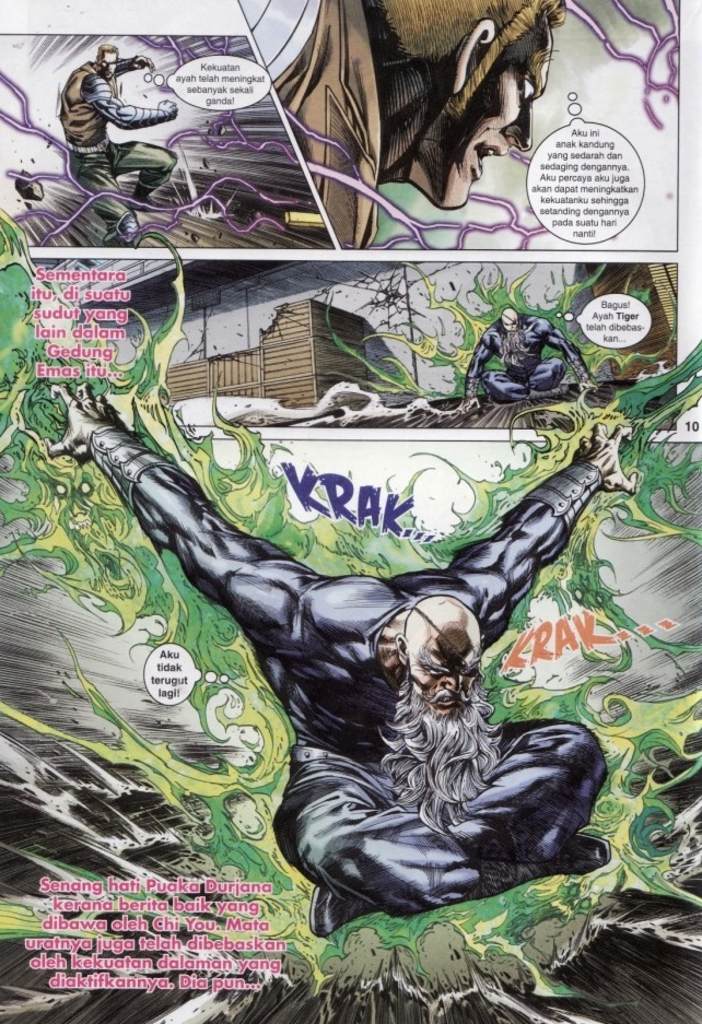 Kekuatan
ayah telah meningkat
sebanyak sekali
ganda!
Aku ini
anak kandung
yang sedarah dan
sedaging dengannya.
Aku percaya aku juga
akan dapat meningkatkan
kekuatanku sehingga
setanding dengannya
pada suatu hari
nanti!
Sementara
itu, di suatu
sudut yang
lain dalam
Gedung
Emas itu...
Bagus!
Ayah Tiger
telah dibebas-
kan...
10
KRAK...
KRAK...
Aku
tidak
terugut
lagi!
Senang hati Puaka Durjana
kerana berita baik yang
dibawa oleh Chi You. Mata
uratnya juga telah dibebaskan
oleh kekuatan dalaman yang
diaktifkannya. Dia pun...